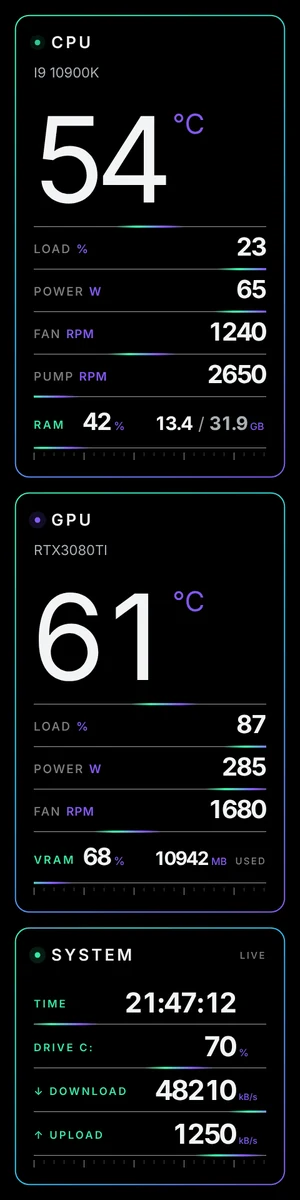 CPU
I9 10900K
54 °C
LOAD % 23
POWER W 65
FAN RPM 1240
PUMP RPM 2650
RAM 42 % 13.4 / 31.9 GB
GPU
RTX3080TI
61 °C
LOAD % 87
POWER W 285
FAN RPM 1680
VRAM 68 % 10942 MB USED
SYSTEM LIVE
TIME 21:47:12
DRIVE C: 70 %
↓ DOWNLOAD 48210 kB/s
↑ UPLOAD 1250 kB/s